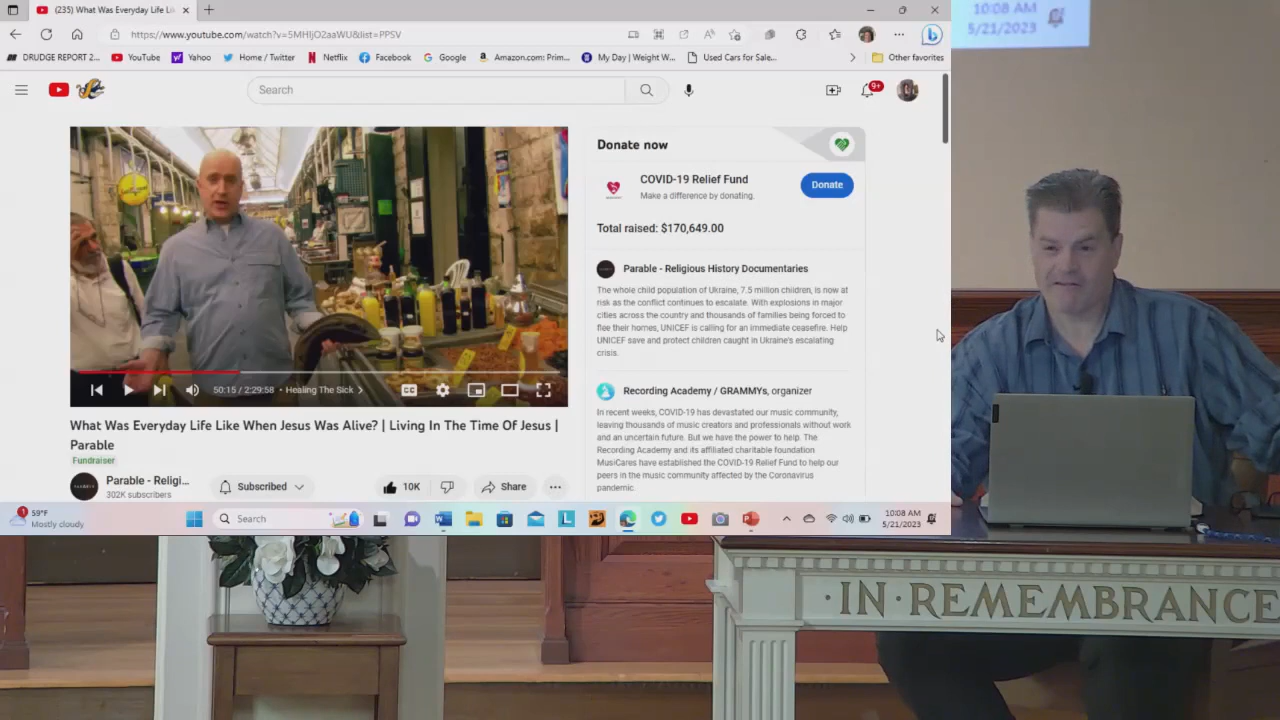 (235) What Was Everyday Life Li
https://www.youtube.com/watch?v=5MHIjO2aaWU&list=PPSV
DRUDGE REPORT 2... YouTube Yahoo Home / Twitter Netflix Facebook Google Amazon.com: Prim... My Day | Weight W... Used Cars for Sale... Other favorites
Search
9+
Donate now
COVID-19 Relief Fund
Make a difference by donating.
Donate
Total raised: $170,649.00
Parable - Religious History Documentaries
The whole child population of Ukraine, 7.5 million children, is now at
risk as the conflict continues to escalate. With explosions in major
cities across the country and thousands of families being forced to
flee their homes, UNICEF is calling for an immediate ceasefire. Help
UNICEF save and protect children caught in Ukraine's escalating
crisis.
Recording Academy / GRAMMYs, organizer
In recent weeks, COVID-19 has devastated our music community,
leaving thousands of music creators and professionals without work
and an uncertain future. But we have the power to help. The
Recording Academy and its affiliated charitable foundation
MusiCares have established the COVID-19 Relief Fund to help our
peers in the music community affected by the Coronavirus
pandemic.
50:15 / 2:29:58 • Healing The Sick
CC
What Was Everyday Life Like When Jesus Was Alive? | Living In The Time Of Jesus |
Parable
Fundraiser
Parable - Religi...
302K subscribers
Subscribed
10K
Share
1
59°F
Mostly cloudy
Search
10:08 AM
5/21/2023
10:08 AM
5/21/2023
·IN·REMEMBRANCE